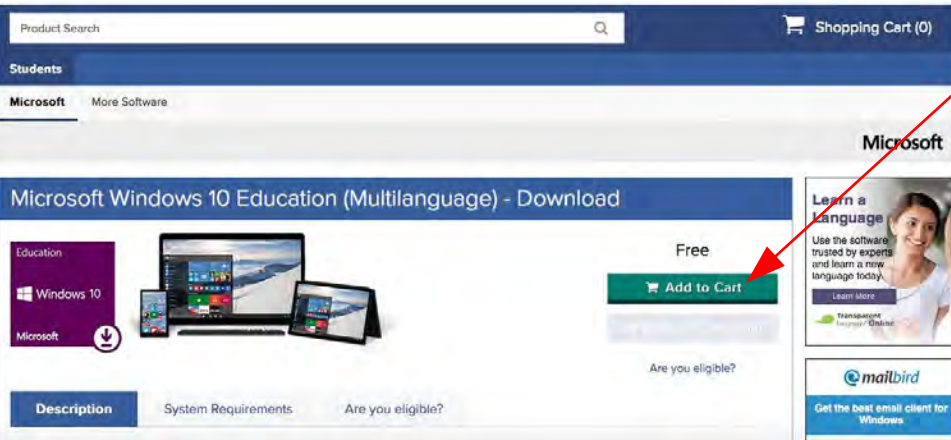 Product Search
Shopping Cart (0)
Students
Microsoft More Software
Microsoft
Microsoft Windows 10 Education (Multilanguage) - Download
Education
Windows 10
Microsoft
Free
Add to Cart
Are you eligible?
Description System Requirements Are you eligible?
Learn a
Language
Use the software
trusted by experts
and learn a new
language today
Learn More
Transparent
Language Online
mailbird
Get the best email client for
Windows